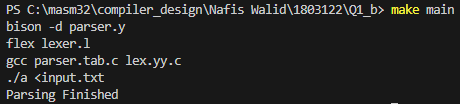 PS C:\masm32\compiler_design\Nafis Walid\1803122\Q1_b> make main
bison -d parser.y
flex lexer.l
gcc parser.tab.c lex.yy.c
./a <input.txt
Parsing Finished